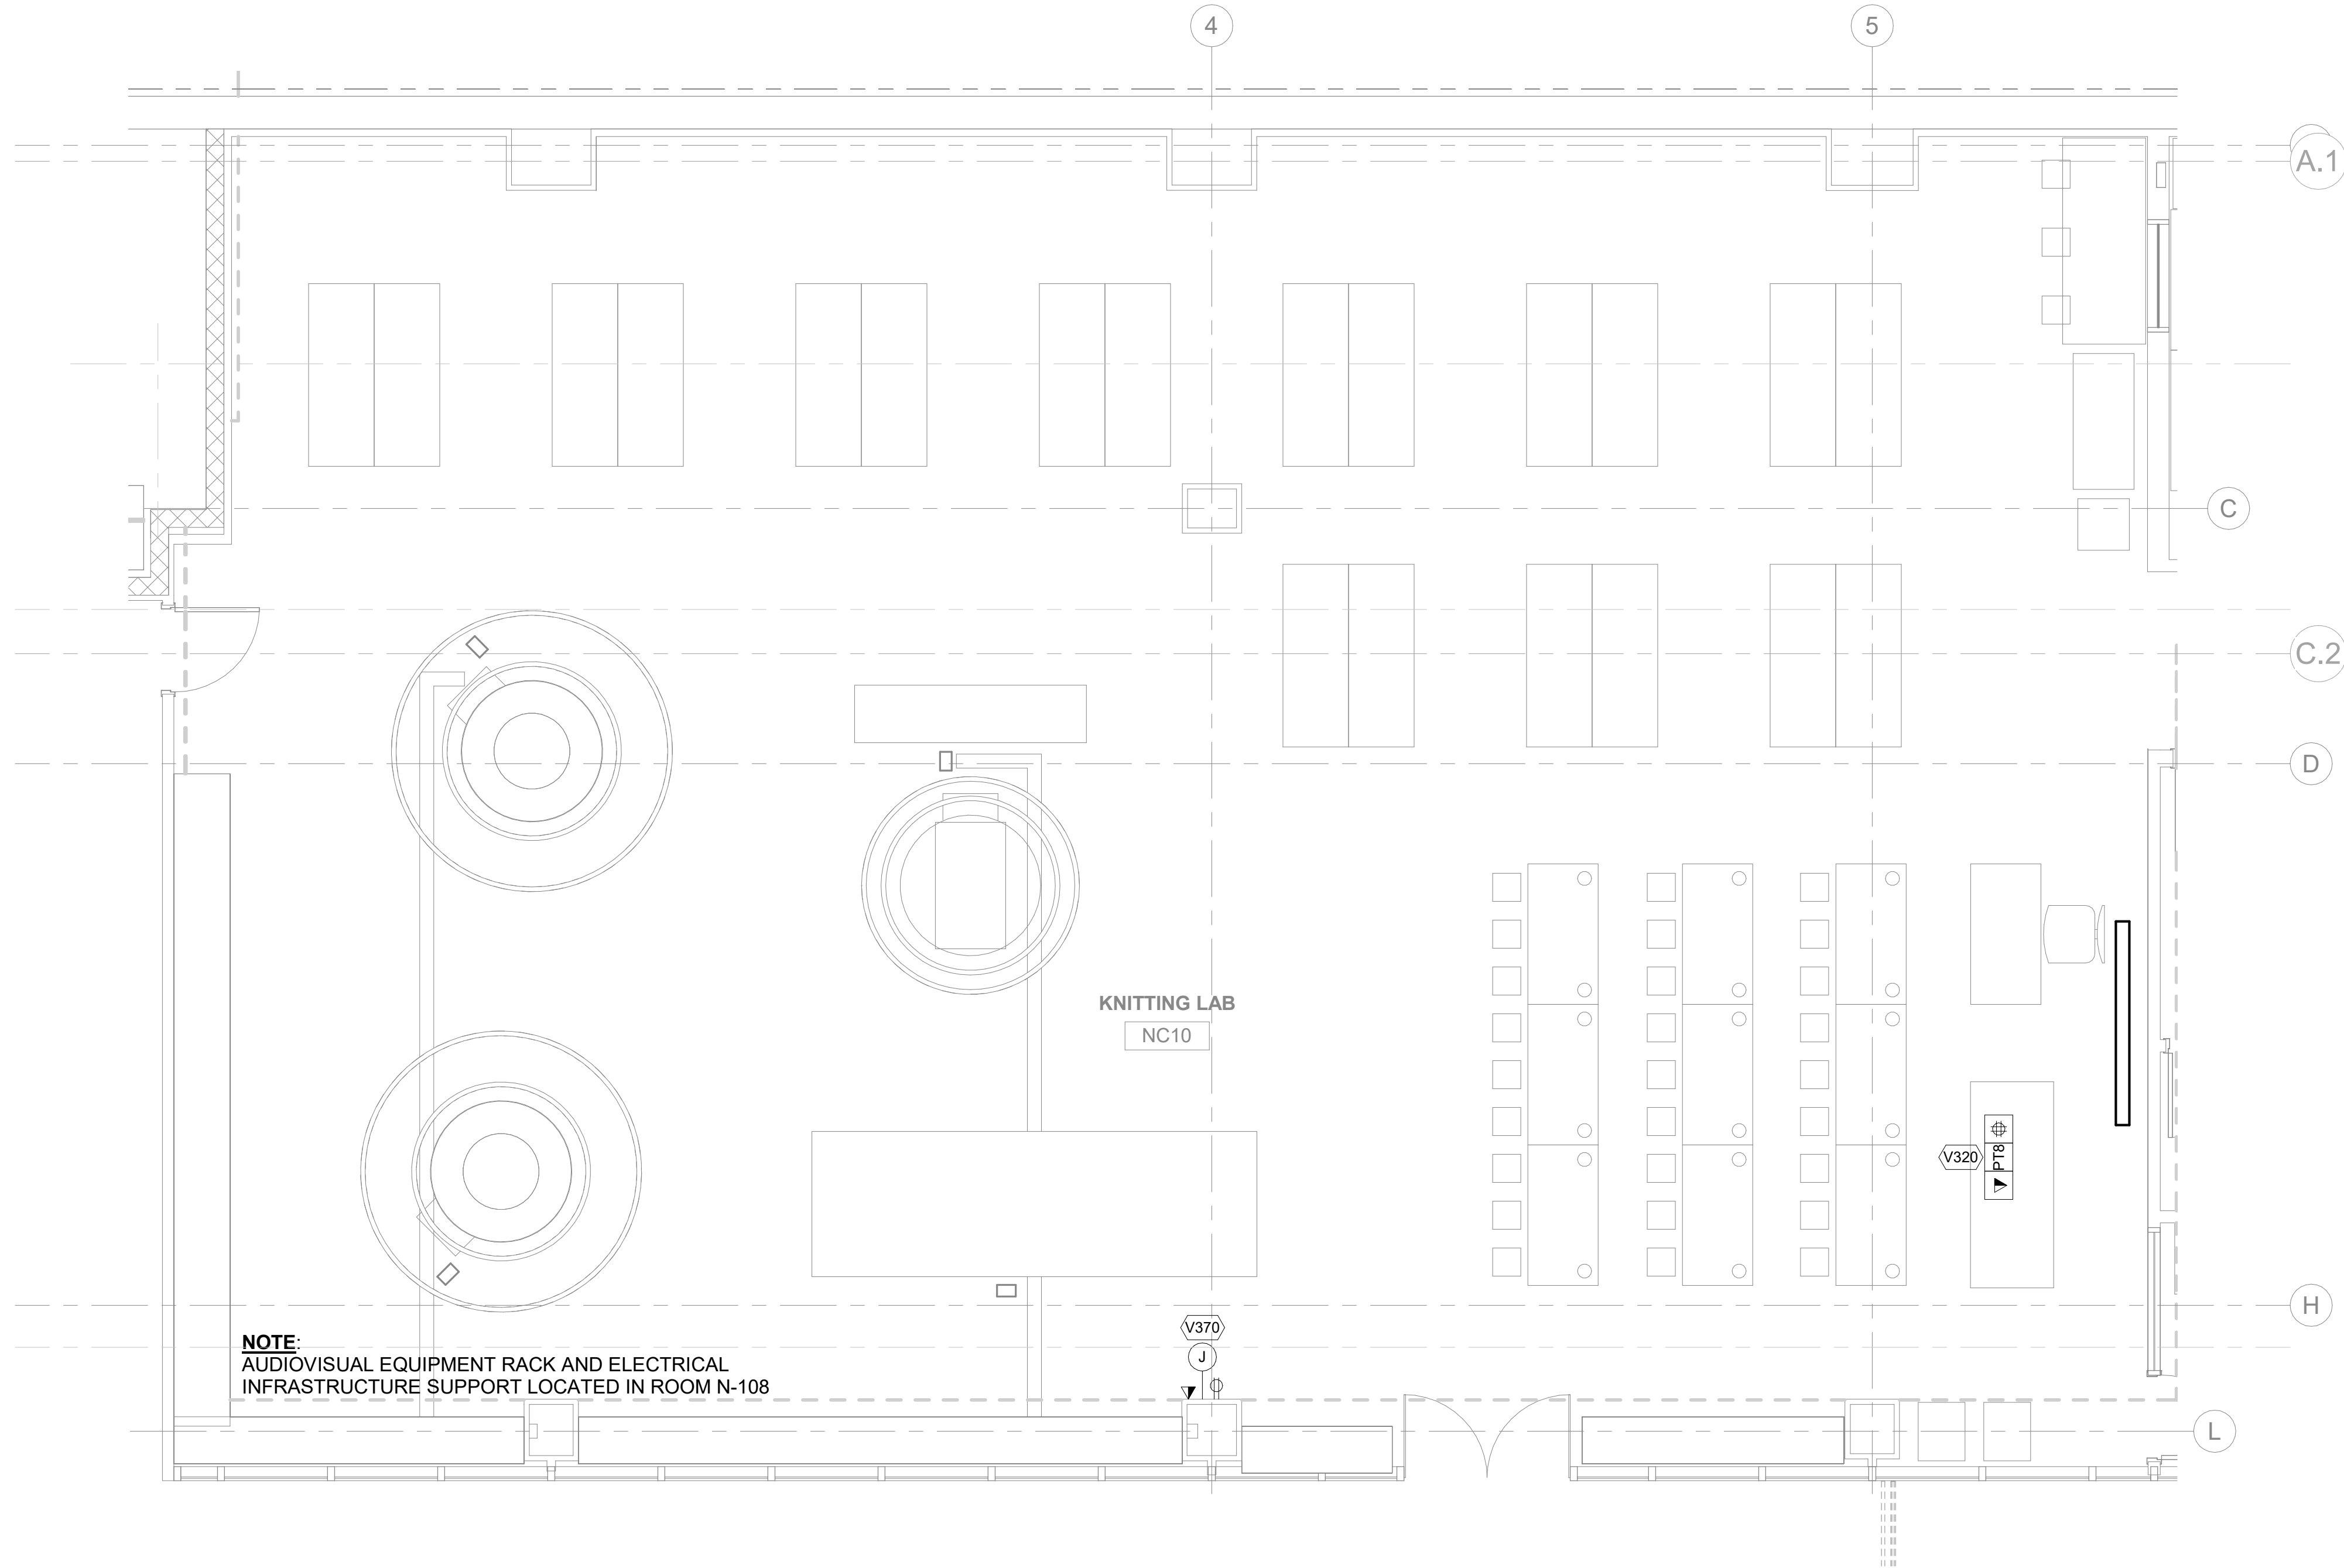 4
5
A.1
C
C.2
D
KNITTING LAB
NC10
V320
PT8
H
V370
J
NOTE:
AUDIOVISUAL EQUIPMENT RACK AND ELECTRICAL
INFRASTRUCTURE SUPPORT LOCATED IN ROOM N-108
L